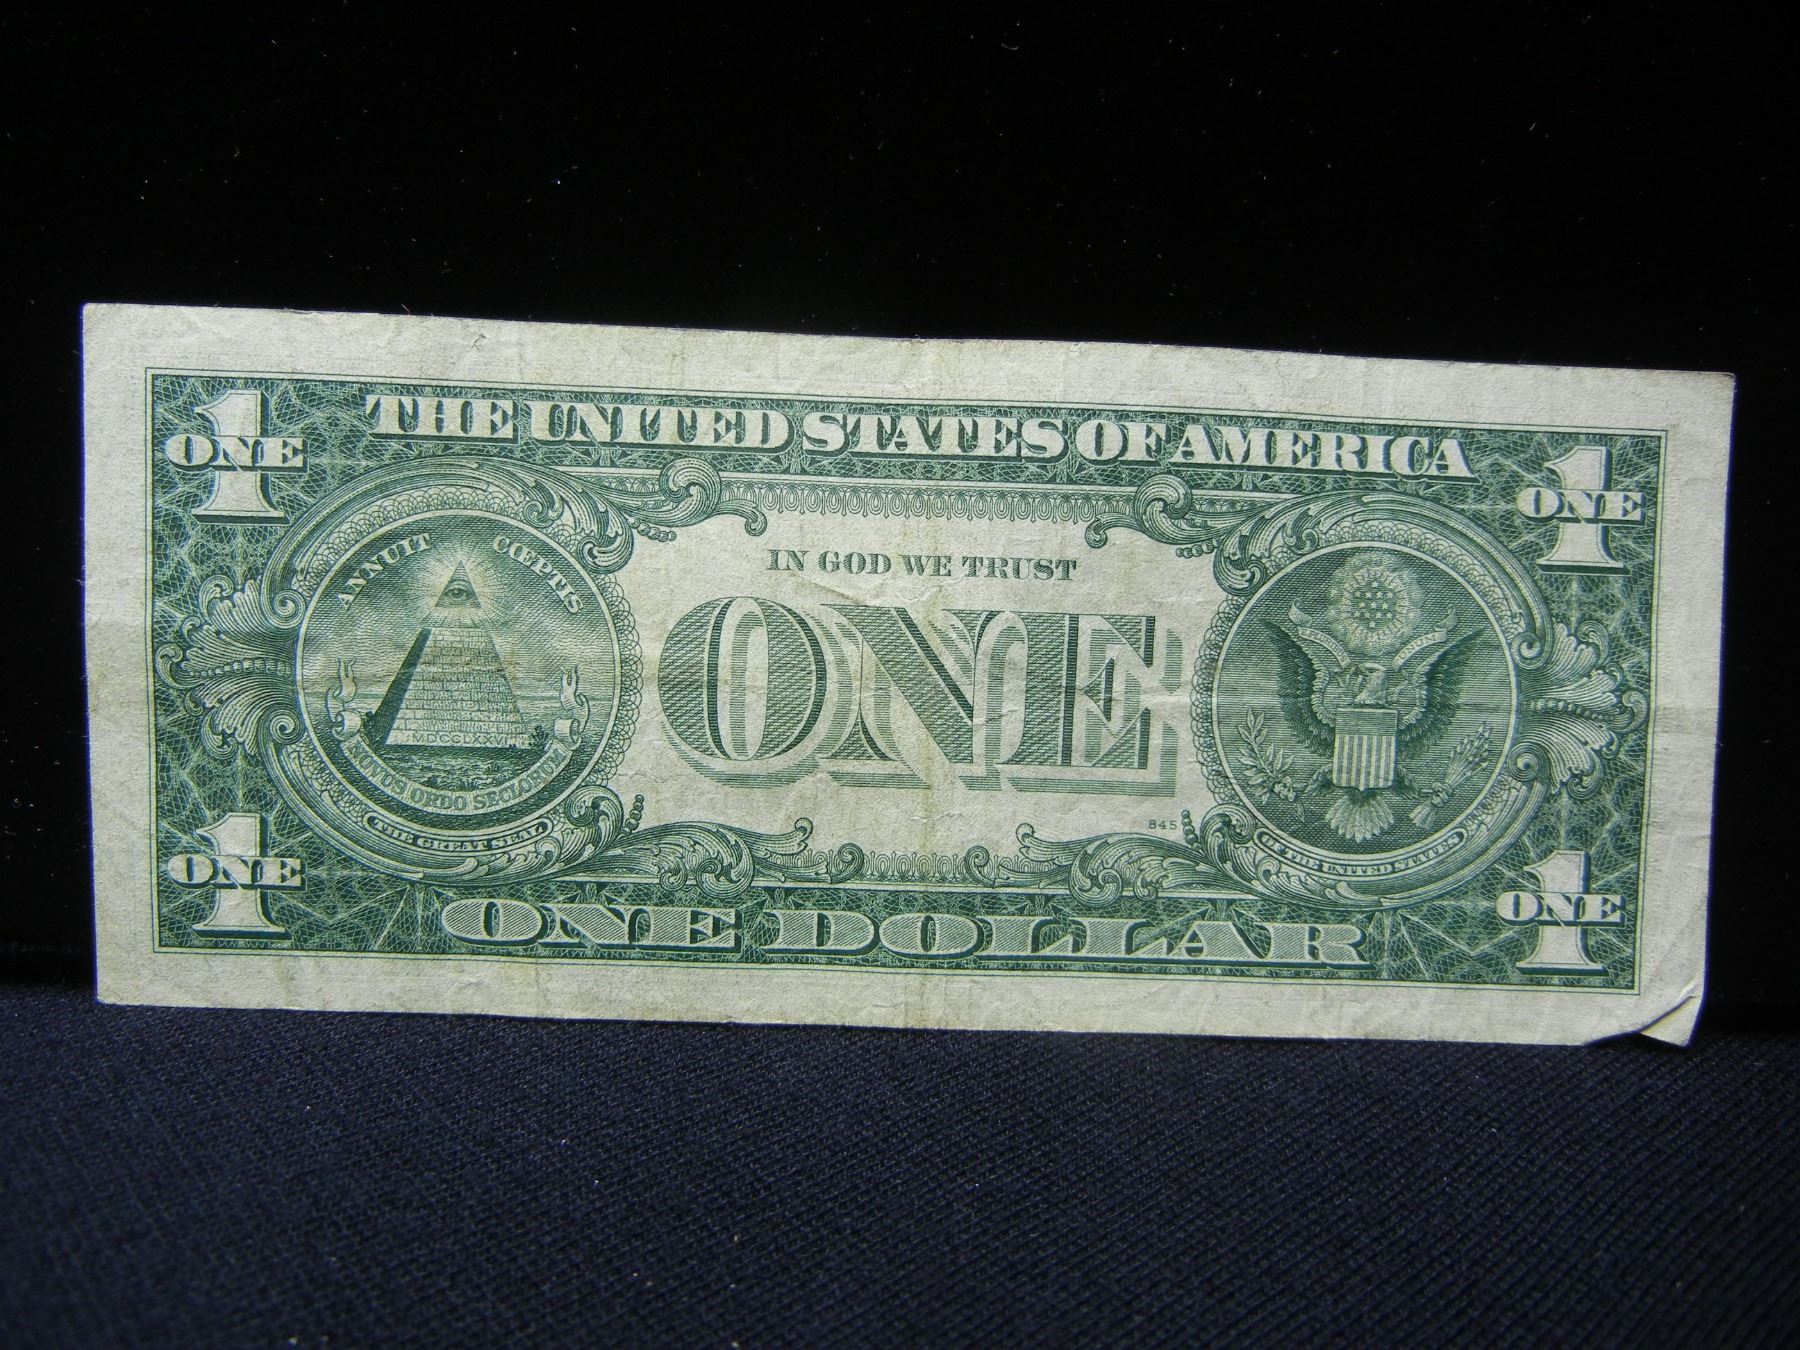 THE UNITED STATES OF AMERICA
1 ONE
1 ONE
ANNUIT CŒPTIS
IN GOD WE TRUST
ONE
MDCCLXXVI
NOVUS ORDO SECLORUM
THE GREAT SEAL
845
OF THE UNITED STATES
1 ONE
1 ONE
ONE DOLLAR